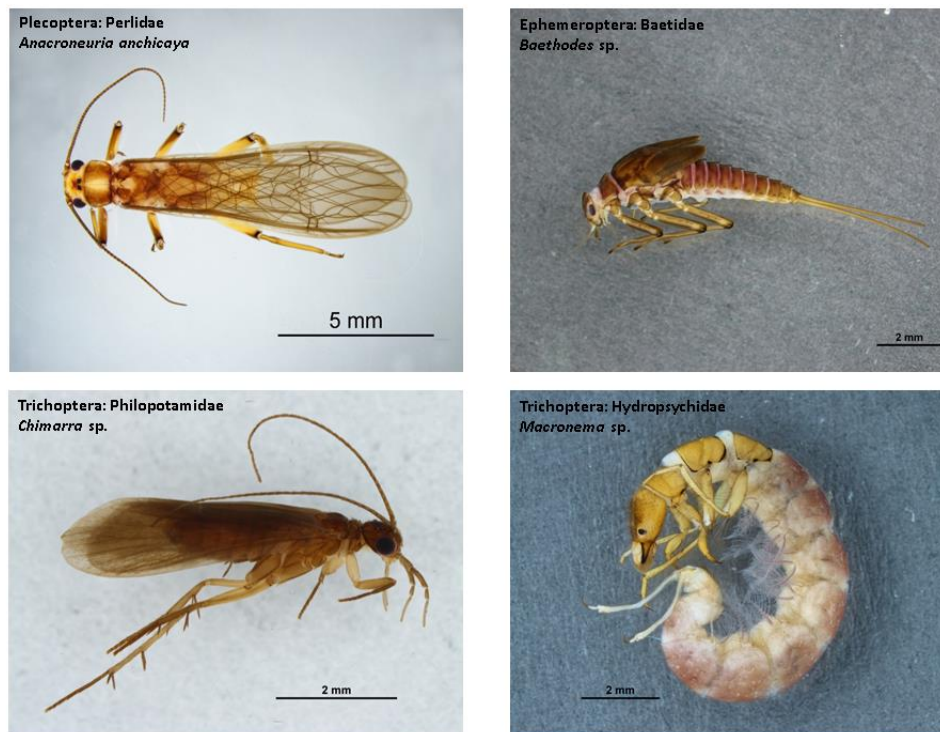 Plecoptera: Perlidae
Anacroneuria anchicaya
5 mm
Ephemeroptera: Baetidae
Baethodes sp.
2 mm
Trichoptera: Philopotamidae
Chimarra sp.
2 mm
Trichoptera: Hydropsychidae
Macronema sp.
2 mm